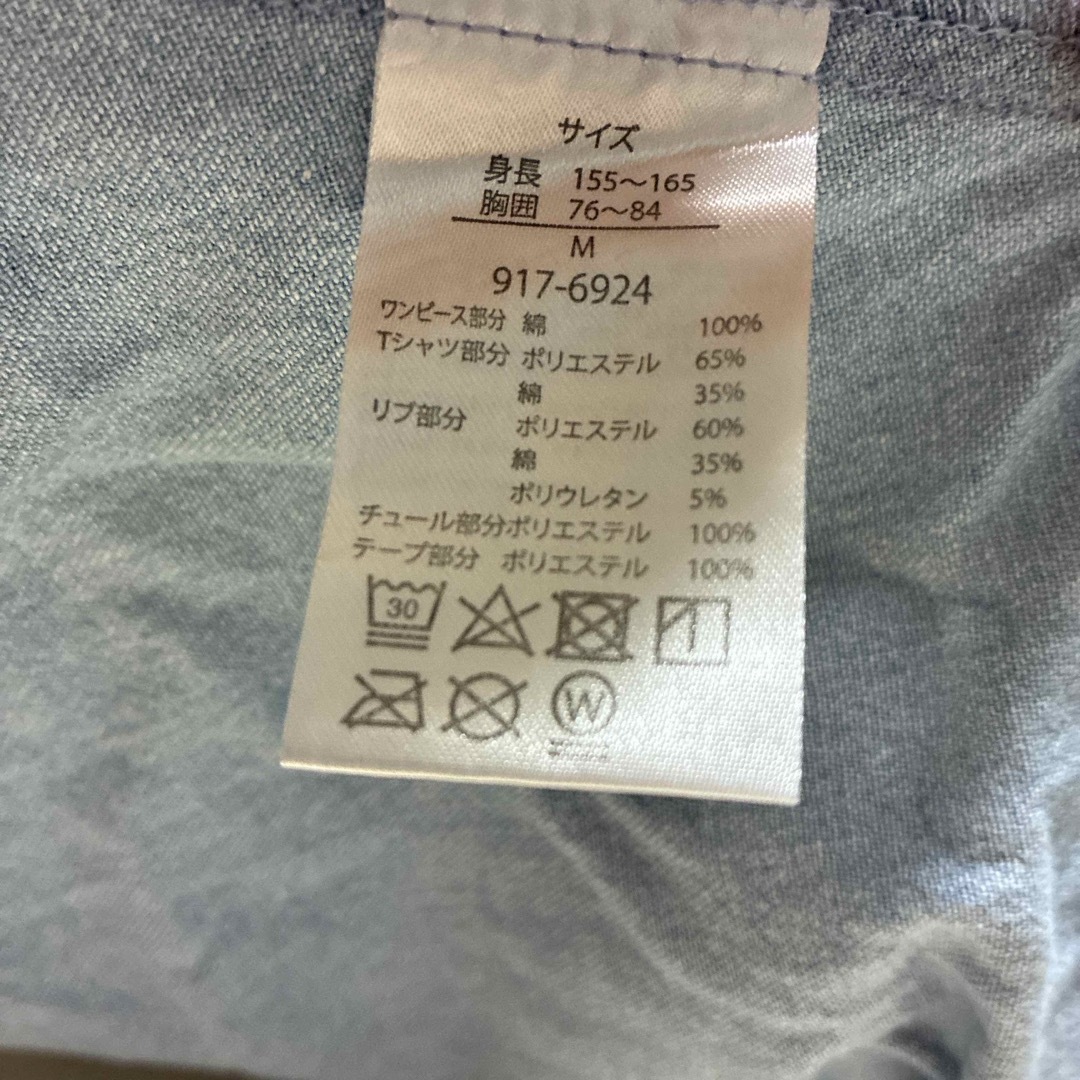 サイズ
身長 155～165
胸囲 76～84
M
917-6924
ワンピース部分 綿 100%
Tシャツ部分 ポリエステル 65%
綿 35%
リブ部分 ポリエステル 60%
綿 35%
ポリウレタン 5%
チュール部分ポリエステル 100%
テープ部分 ポリエステル 100%
30
W